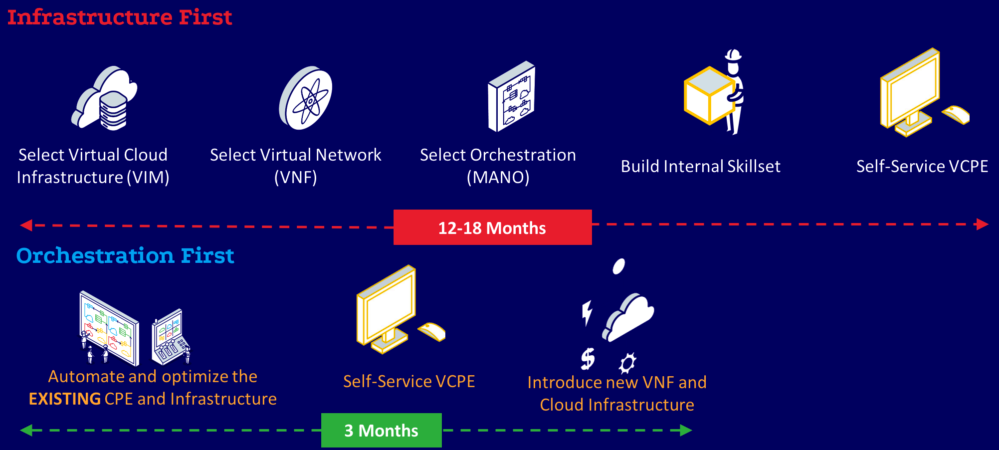 Infrastructure First
Select Virtual Cloud
Infrastructure (VIM)
Select Virtual Network
(VNF)
Select Orchestration
(MANO)
Build Internal Skillset
Self-Service VCPE
12-18 Months
Orchestration First
Automate and optimize the
EXISTING CPE and Infrastructure
Self-Service VCPE
$
Introduce new VNF and
Cloud Infrastructure
3 Months